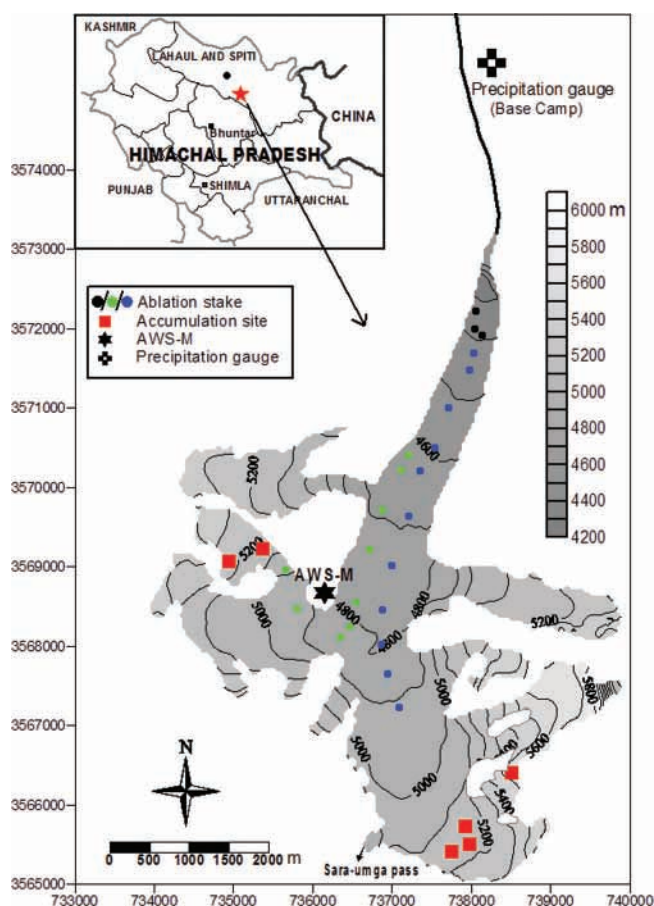 KASHMIR
LAHAUL AND SPITI
CHINA
Bhuntar
HIMACHAL PRADESH
PUNJAB
SHIMLA
UTTARANCHAL
Precipitation gauge
(Base Camp)
Ablation stake
Accumulation site
AWS-M
Precipitation gauge
6000 m
5800
5600
5400
5200
5000
4800
4600
4400
4200
3574000
3573000
3572000
3571000
3570000
3569000
3568000
3567000
3566000
3565000
4600
5200
5200
AWS-M
4800
4800
5000
4800
5200
5000
5800
5600
5000
5400
5000
5200
N
0 500 1000 1500 2000
m
Sara-umga pass
733000 734000 735000 736000 737000 738000 739000 740000